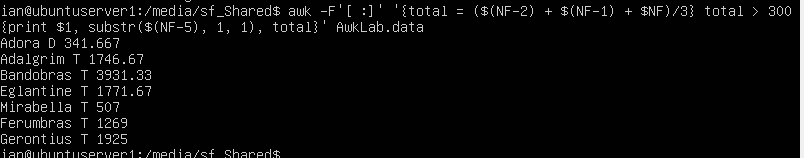 ian@ubuntuserver1:/media/sf_Shared$ awk -F'[ :]' '{total = ($(NF-2) + $(NF-1) + $NF)/3} total > 300
{print $1, substr($(NF-5), 1, 1), total}' AwkLab.data
Adora D 341.667
Adalgrim T 1746.67
Bandobras T 3931.33
Eglantine T 1771.67
Mirabella T 507
Ferumbras T 1269
Gerontius T 1925
ian@ubuntuserver1:/media/sf_Shared$